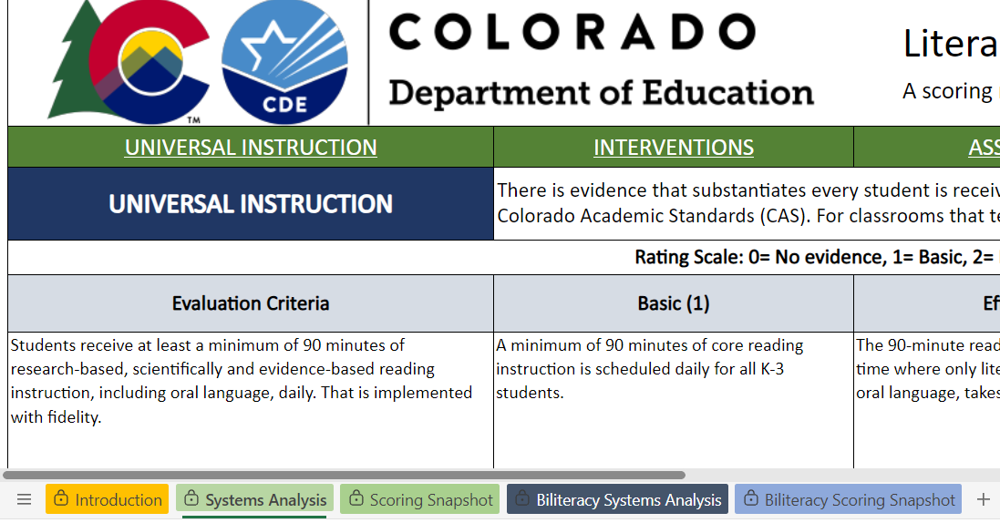 COLORADO
Department of Education
CDE
TM
Litera
A scoring
UNIVERSAL INSTRUCTION
INTERVENTIONS
ASS
UNIVERSAL INSTRUCTION
There is evidence that substantiates every student is receiv
Colorado Academic Standards (CAS). For classrooms that te
Rating Scale: 0= No evidence, 1= Basic, 2=
Evaluation Criteria
Basic (1)
Ef
Students receive at least a minimum of 90 minutes of
research-based, scientifically and evidence-based reading
instruction, including oral language, daily. That is implemented
with fidelity.
A minimum of 90 minutes of core reading
instruction is scheduled daily for all K-3
students.
The 90-minute read
time where only lite
oral language, takes
Introduction
Systems Analysis
Scoring Snapshot
Biliteracy Systems Analysis
Biliteracy Scoring Snapshot